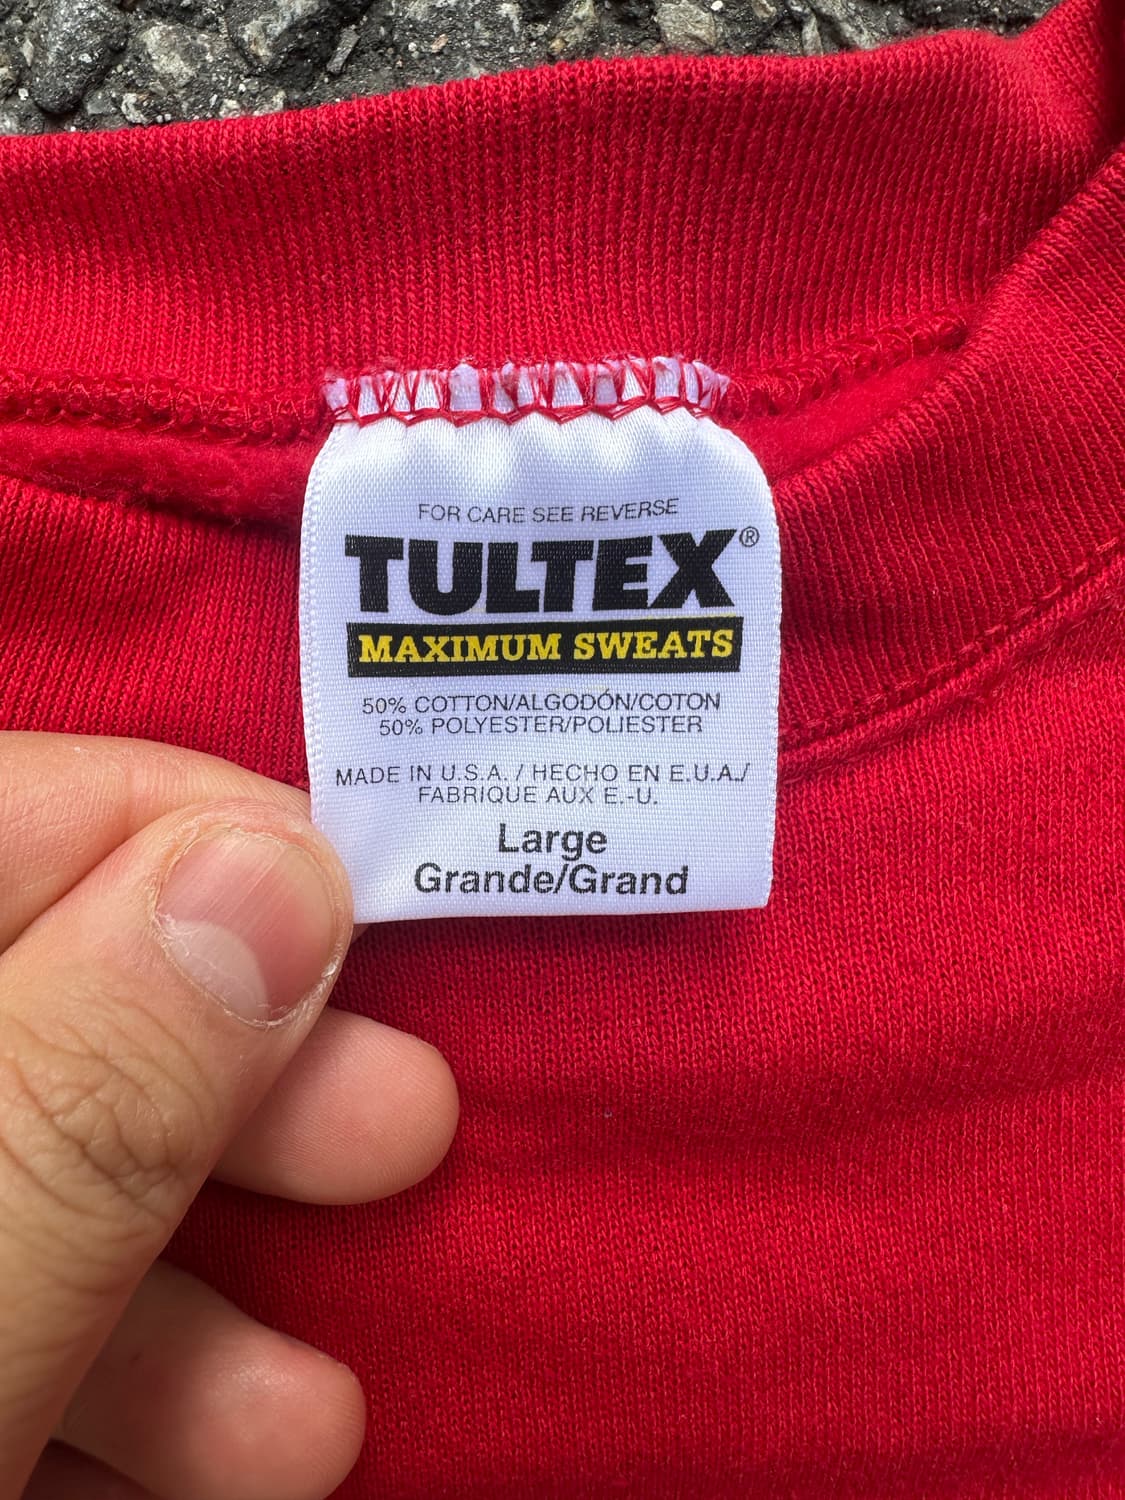 FOR CARE SEE REVERSE
TULTEX®
MAXIMUM SWEATS
50% COTTON/ALGODÓN/COTON
50% POLYESTER/POLIESTER
MADE IN U.S.A. / HECHO EN E.U.A./
FABRIQUE AUX E.-U.
Large
Grande/Grand